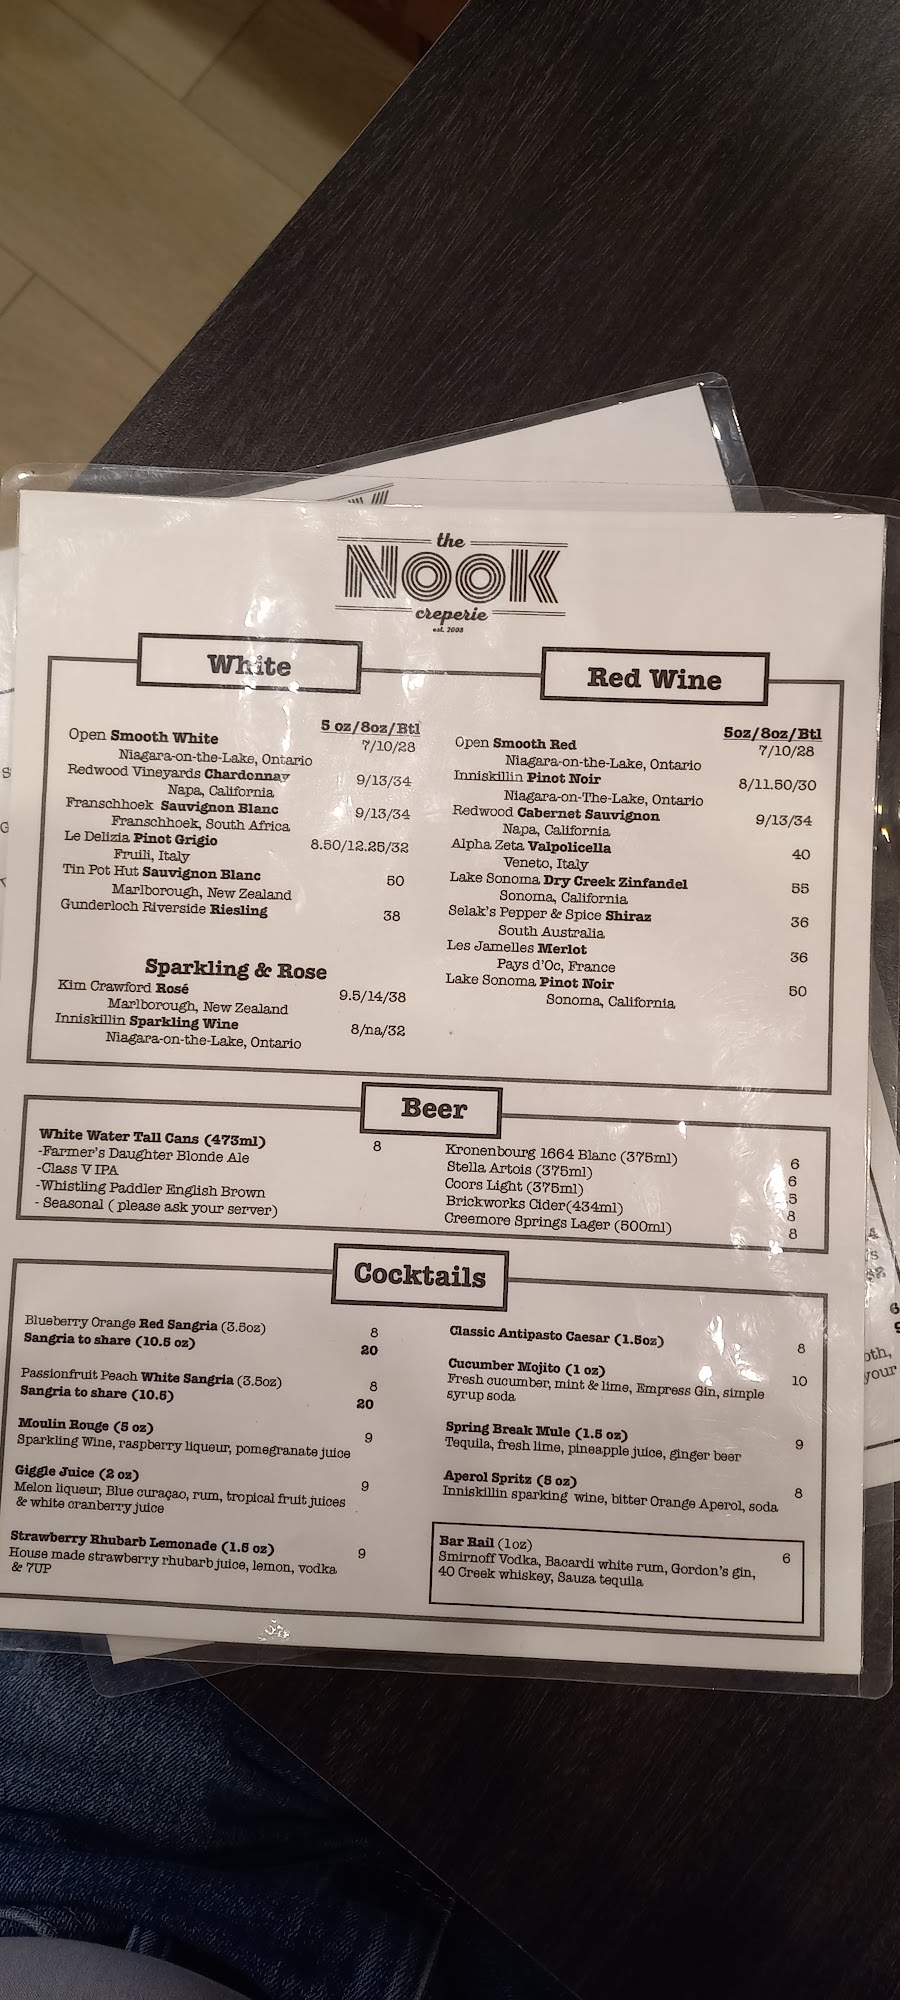 the
NOOK
creperie
est. 2008
White
5 oz/8oz/Btl
Open Smooth White 7/10/28
Niagara-on-the-Lake, Ontario
Redwood Vineyards Chardonnay 9/13/34
Napa, California
Franschhoek Sauvignon Blanc 9/13/34
Franschhoek, South Africa
Le Delizia Pinot Grigio 8.50/12.25/32
Fruili, Italy
Tin Pot Hut Sauvignon Blanc 50
Marlborough, New Zealand
Gunderloch Riverside Riesling 38
Sparkling & Rose
Kim Crawford Rosé 9.5/14/38
Marlborough, New Zealand
Inniskillin Sparkling Wine 8/na/32
Niagara-on-the-Lake, Ontario
Red Wine
5oz/8oz/Btl
Open Smooth Red 7/10/28
Niagara-on-the-Lake, Ontario
Inniskillin Pinot Noir 8/11.50/30
Niagara-on-The-Lake, Ontario
Redwood Cabernet Sauvignon 9/13/34
Napa, California
Alpha Zeta Valpolicella 40
Veneto, Italy
Lake Sonoma Dry Creek Zinfandel 55
Sonoma, California
Selak's Pepper & Spice Shiraz 36
South Australia
Les Jamelles Merlot 36
Pays d'Oc, France
Lake Sonoma Pinot Noir 50
Sonoma, California
Beer
White Water Tall Cans (473ml) 8
-Farmer's Daughter Blonde Ale
-Class V IPA
-Whistling Paddler English Brown
- Seasonal ( please ask your server)
Kronenbourg 1664 Blanc (375ml) 6
Stella Artois (375ml) 6
Coors Light (375ml) 5
Brickworks Cider(434ml) 8
Creemore Springs Lager (500ml) 8
Cocktails
Blueberry Orange Red Sangria (3.5oz) 8
Sangria to share (10.5 oz) 20
Passionfruit Peach White Sangria (3.5oz) 8
Sangria to share (10.5) 20
Moulin Rouge (5 oz) 9
Sparkling Wine, raspberry liqueur, pomegranate juice
Giggle Juice (2 oz) 9
Melon liqueur, Blue curaçao, rum, tropical fruit juices
& white cranberry juice
Strawberry Rhubarb Lemonade (1.5 oz) 9
House made strawberry rhubarb juice, lemon, vodka
& 7UP
Classic Antipasto Caesar (1.5oz) 8
Cucumber Mojito (1 oz) 10
Fresh cucumber, mint & lime, Empress Gin, simple
syrup soda
Spring Break Mule (1.5 oz) 9
Tequila, fresh lime, pineapple juice, ginger beer
Aperol Spritz (5 oz) 8
Inniskillin sparking wine, bitter Orange Aperol, soda
Bar Rail (1oz) 6
Smirnoff Vodka, Bacardi white rum, Gordon's gin,
40 Creek whiskey, Sauza tequila
your